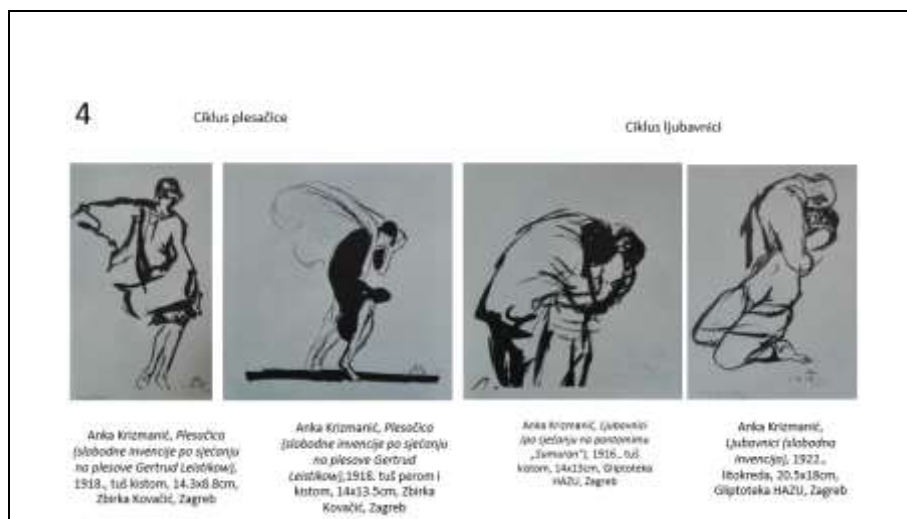 4
Ciklus plesačice
Ciklus ljubavnici
Anka Krizmanić, Plesačica
(slobodne invencije po sjećanju
na plesove Gertrud Leistikow),
1918., tuš kistom, 14.3x8.8cm,
Zbirka Kovačić, Zagreb
Anka Krizmanić, Plesačica
(slobodne invencije po sjećanju
na plesove Gertrud
Leistikow),1918. tuš perom i
kistom, 14x13.5cm, Zbirka
Kovačić, Zagreb
Anka Krizmanić, Ljubavnici
(po sjećanju na pantomimu
„Sumurun"), 1916., tuš
kistom, 14x13cm, Gliptoteka
HAZU, Zagreb
Anka Krizmanić,
Ljubavnici (slobodna
invencija), 1922.,
litokreda, 20.5x18cm,
Gliptoteka HAZU, Zagreb